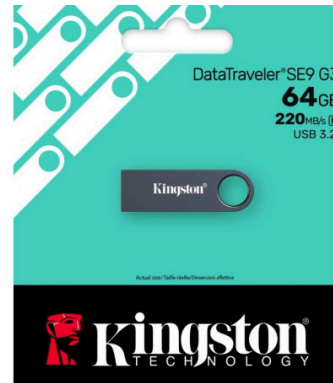 DataTraveler® SE9 G3
64GB
220MB/s [R
USB 3.2
Kingston®
Actual size/Taille réelle/Dimensioni effettive
Kingston
TECHNOLOGY